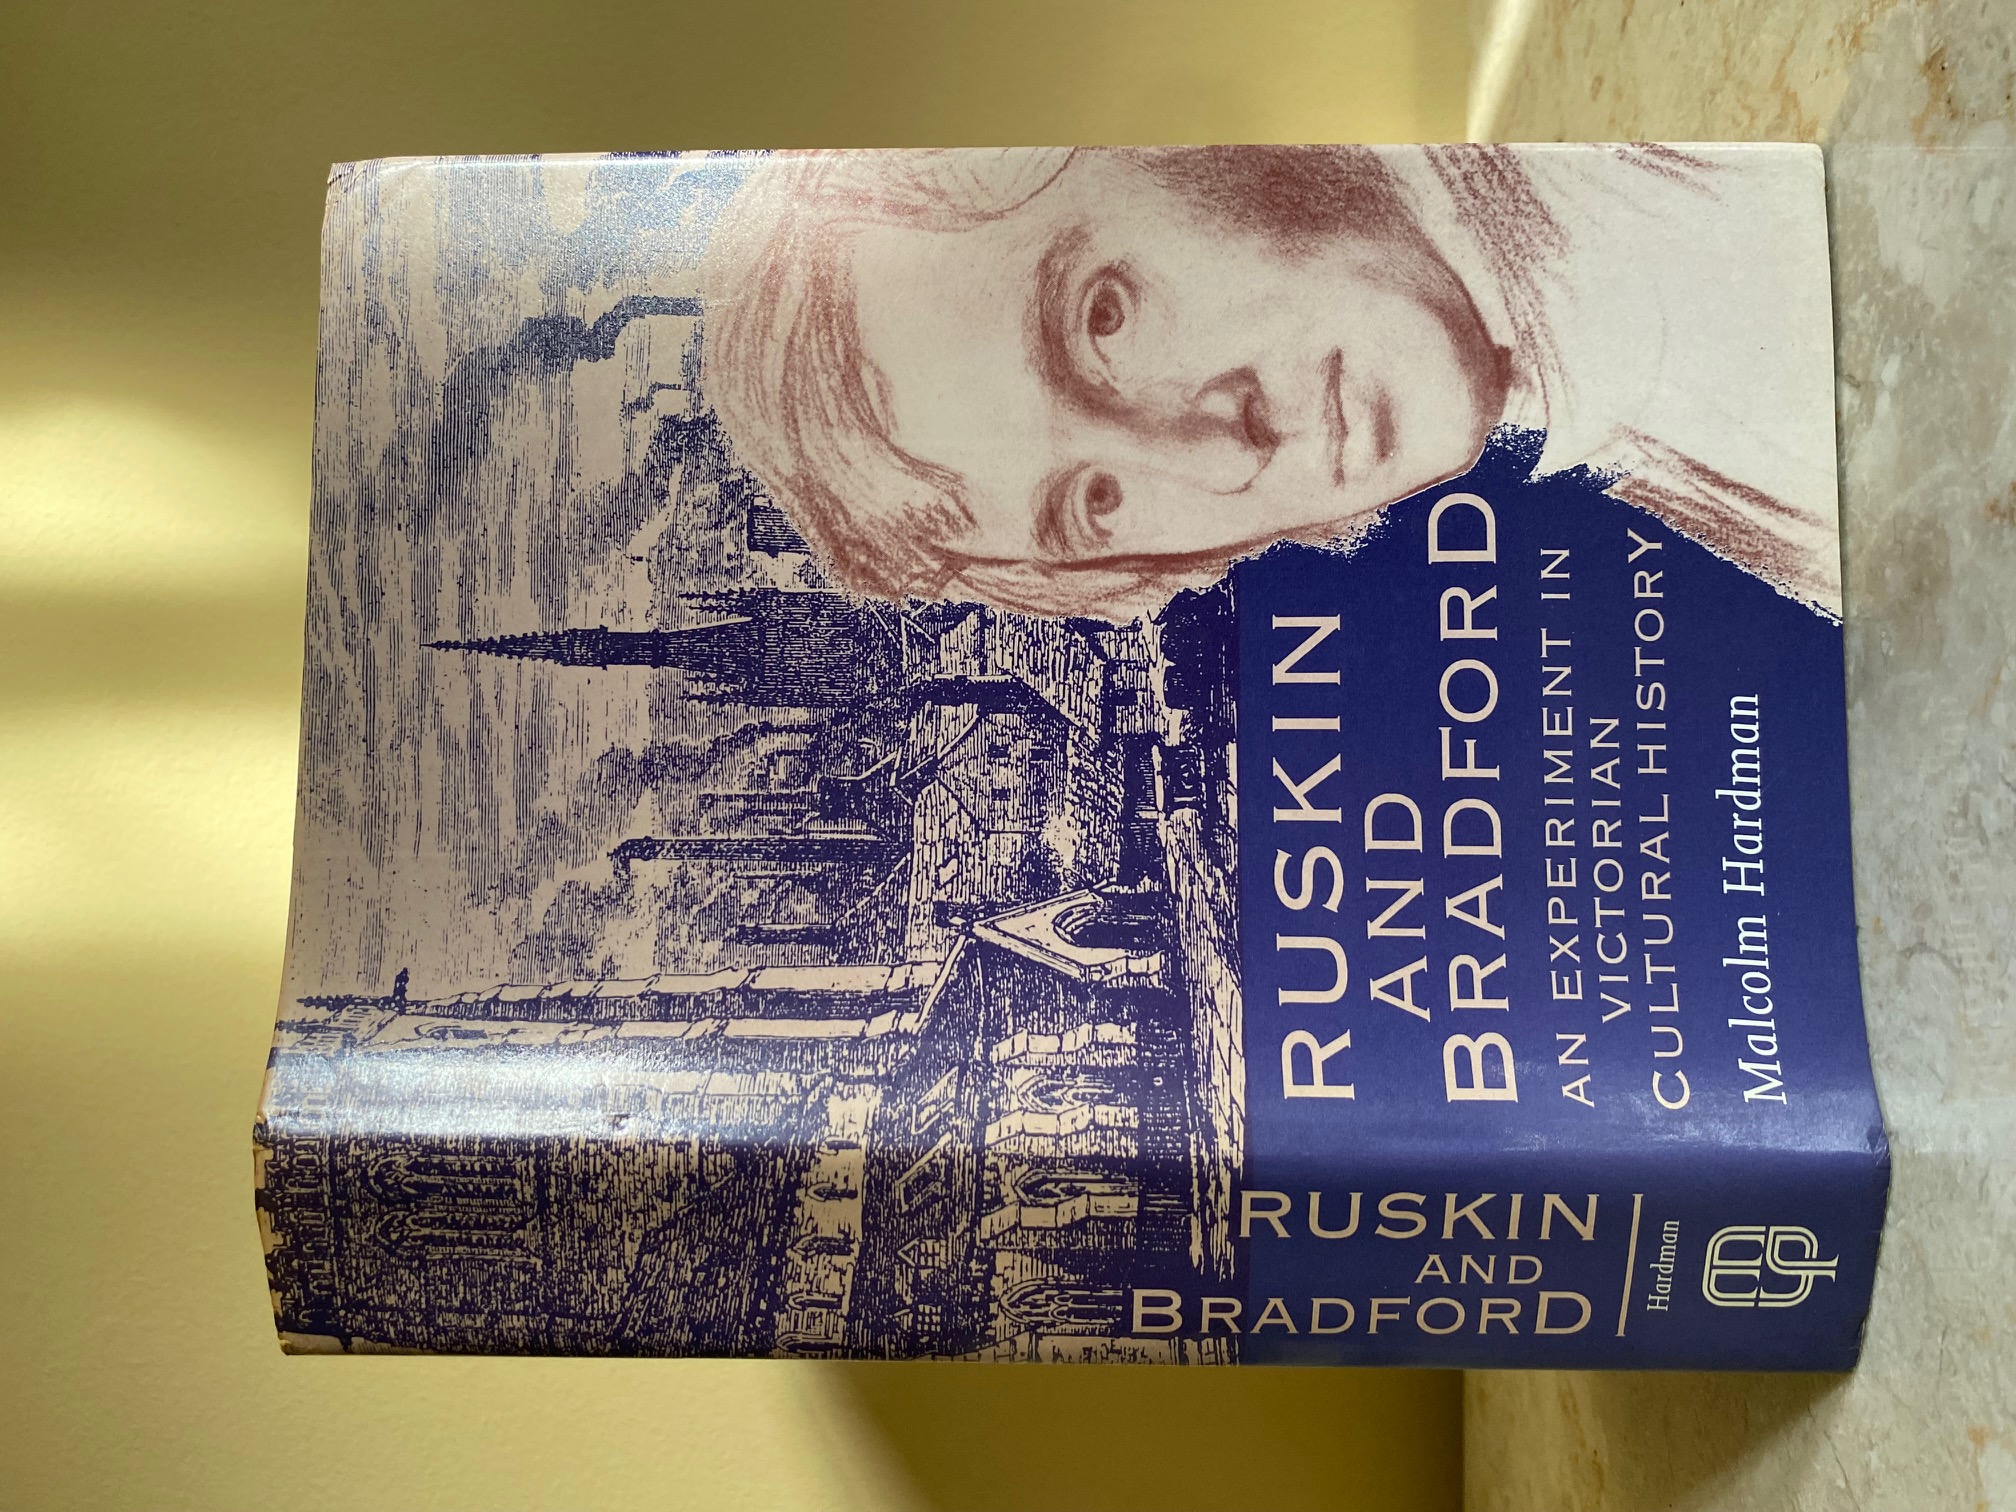 RUSKIN
AND
BRADFORD
AN EXPERIMENT IN
VICTORIAN
CULTURAL HISTORY
Malcolm Hardman
RUSKIN
AND
BRADFORD
Hardman